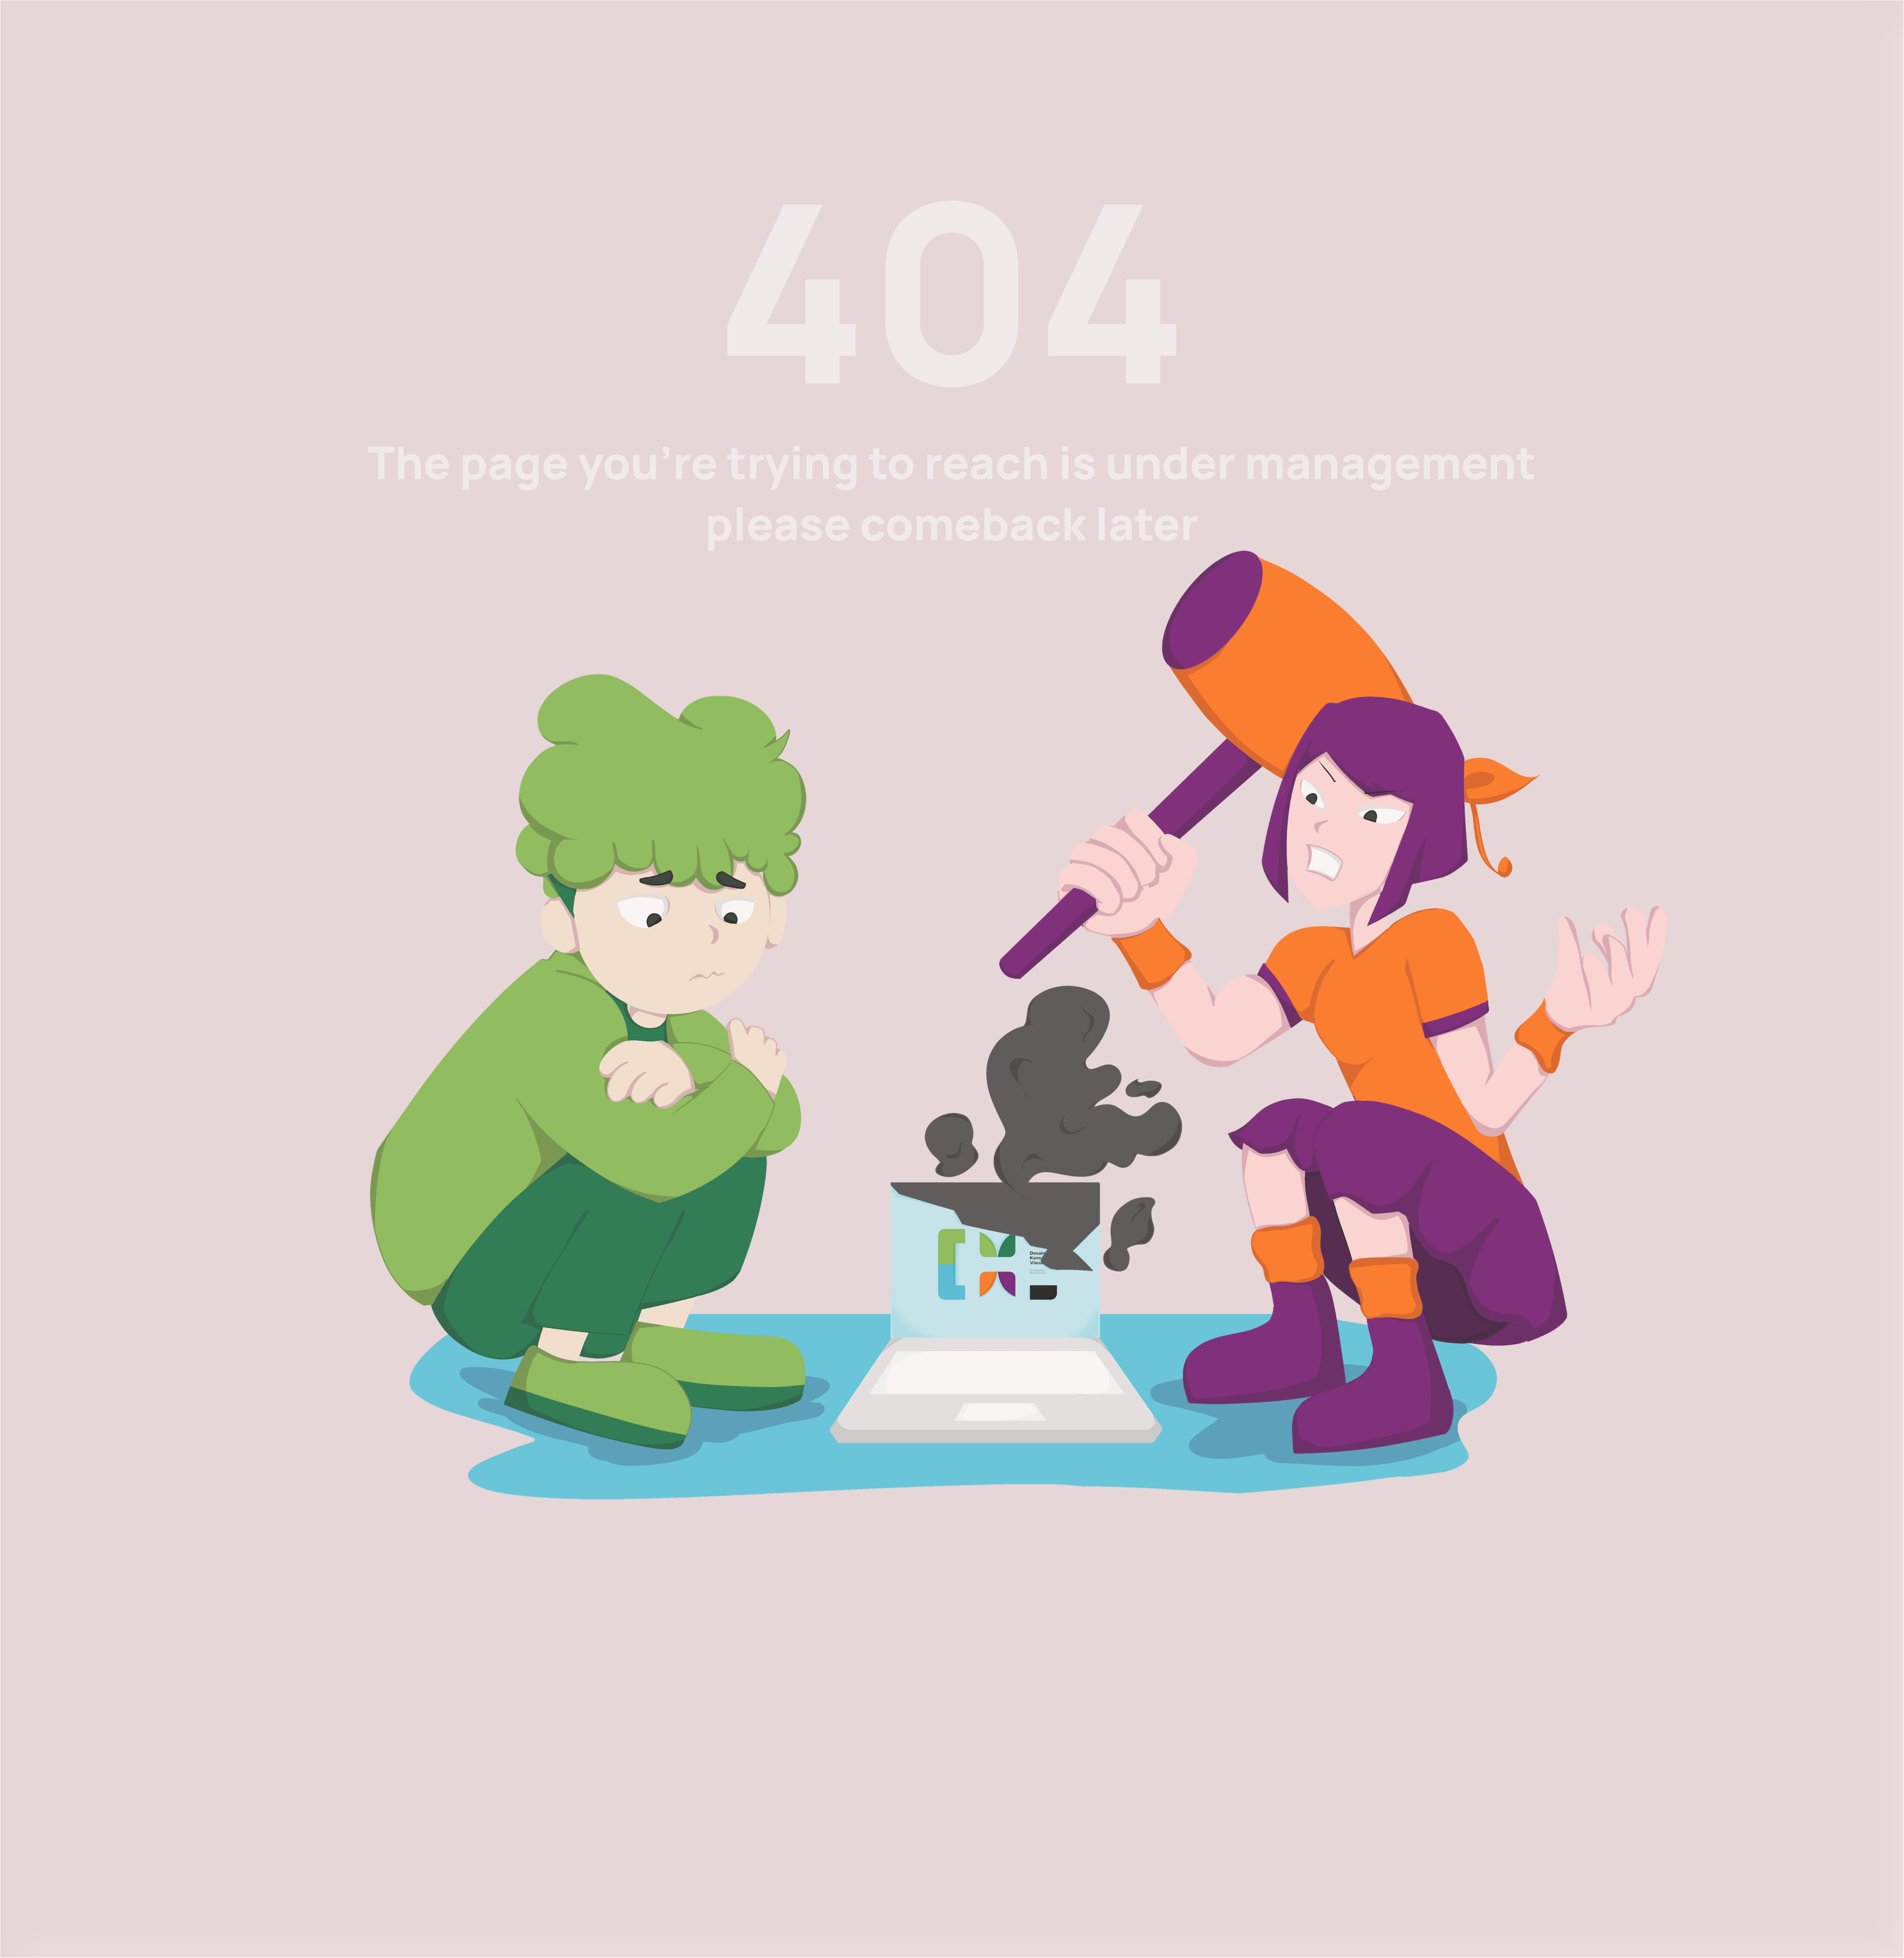 404
The page you’re trying to reach is under management
please comeback later